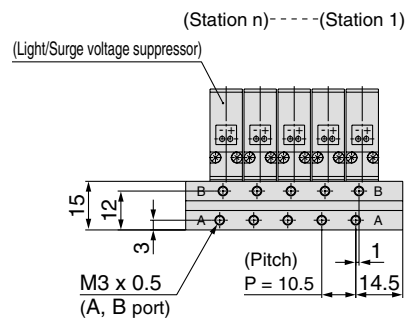 (Station n)-----(Station 1)
(Light/Surge voltage suppressor)
- + - + - + - + - +
B B
A A
15
12
3
1
(Pitch)
P = 10.5
14.5
M3 x 0.5
(A, B port)